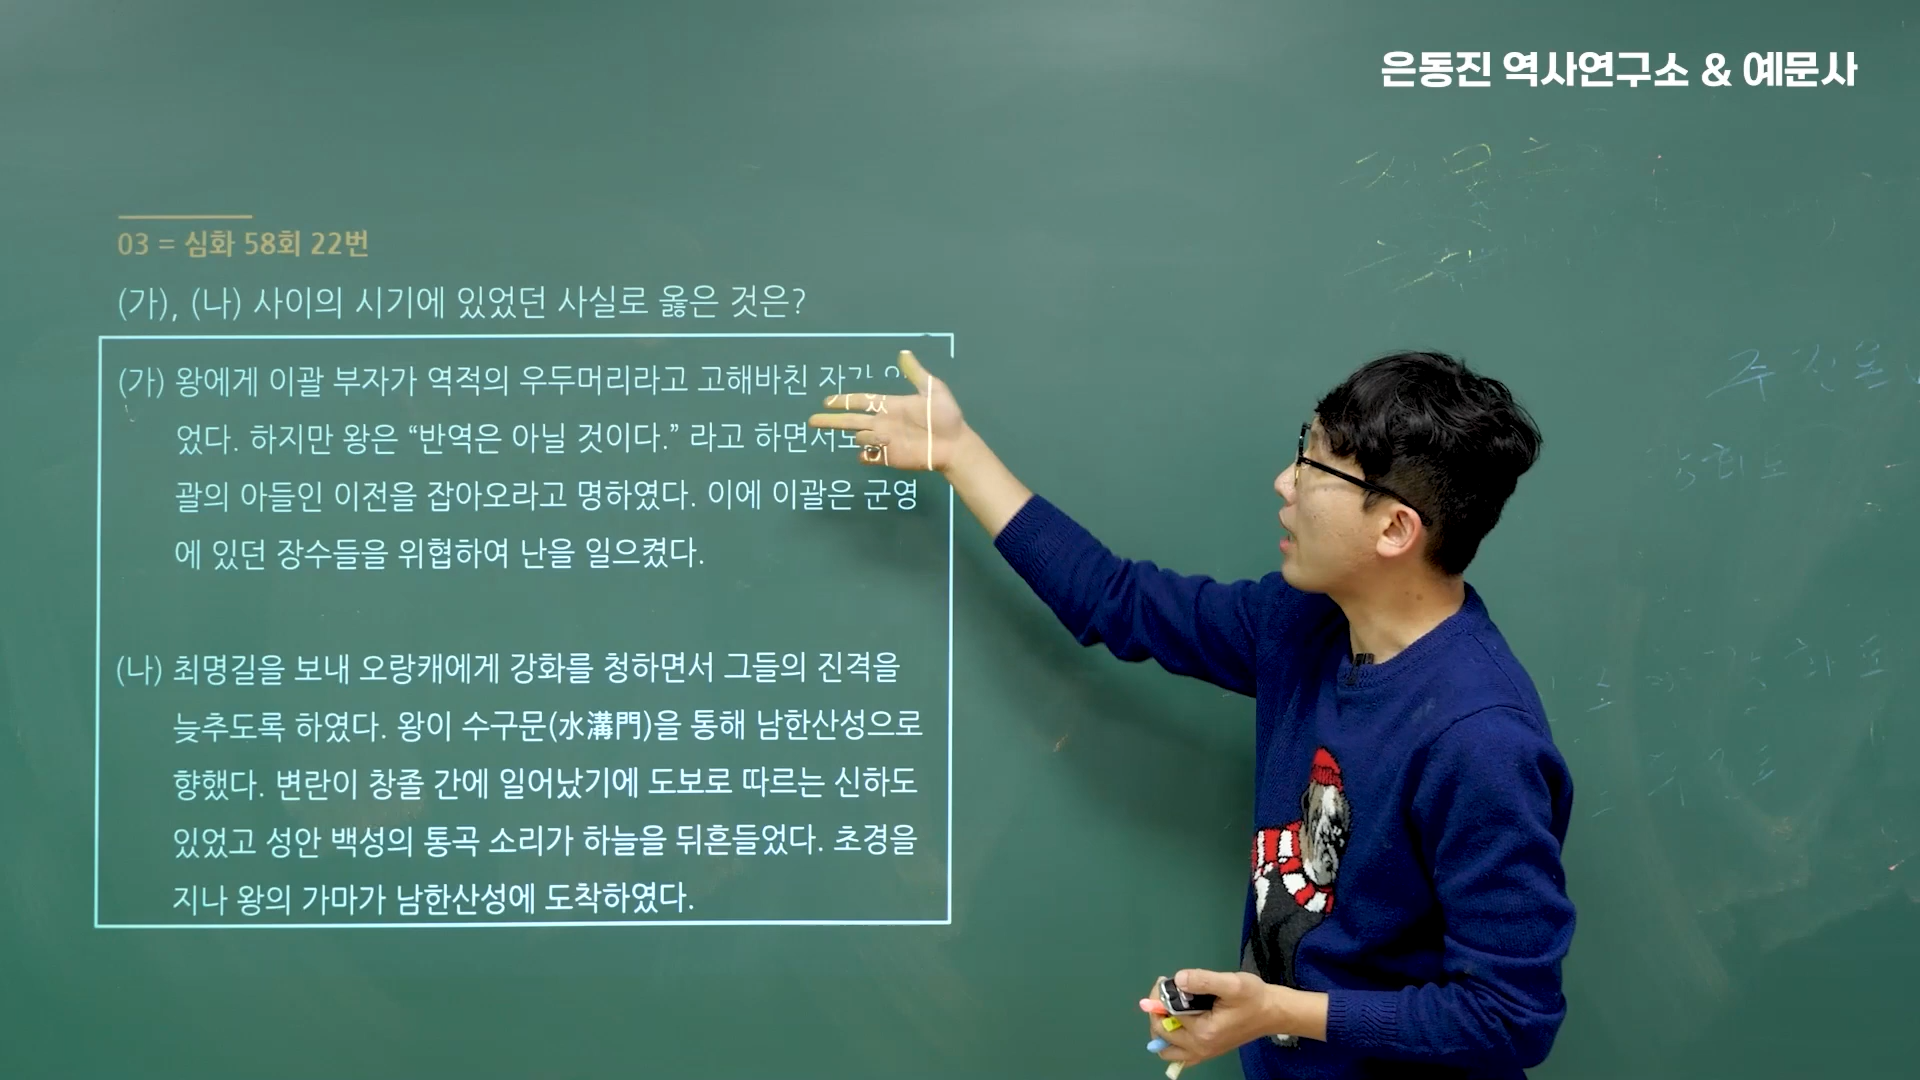 은동진 역사연구소 & 예문사
03 = 심화 58회 22번
(가), (나) 사이의 시기에 있었던 사실로 옳은 것은?
(가) 왕에게 이괄 부자가 역적의 우두머리라고 고해바친 자가 있
었다. 하지만 왕은 “반역은 아닐 것이다.” 라고 하면서도 이
괄의 아들인 이전을 잡아오라고 명하였다. 이에 이괄은 군영
에 있던 장수들을 위협하여 난을 일으켰다.
(나) 최명길을 보내 오랑캐에게 강화를 청하면서 그들의 진격을
늦추도록 하였다. 왕이 수구문(水溝門)을 통해 남한산성으로
향했다. 변란이 창졸 간에 일어났기에 도보로 따르는 신하도
있었고 성안 백성의 통곡 소리가 하늘을 뒤흔들었다. 초경을
지나 왕의 가마가 남한산성에 도착하였다.